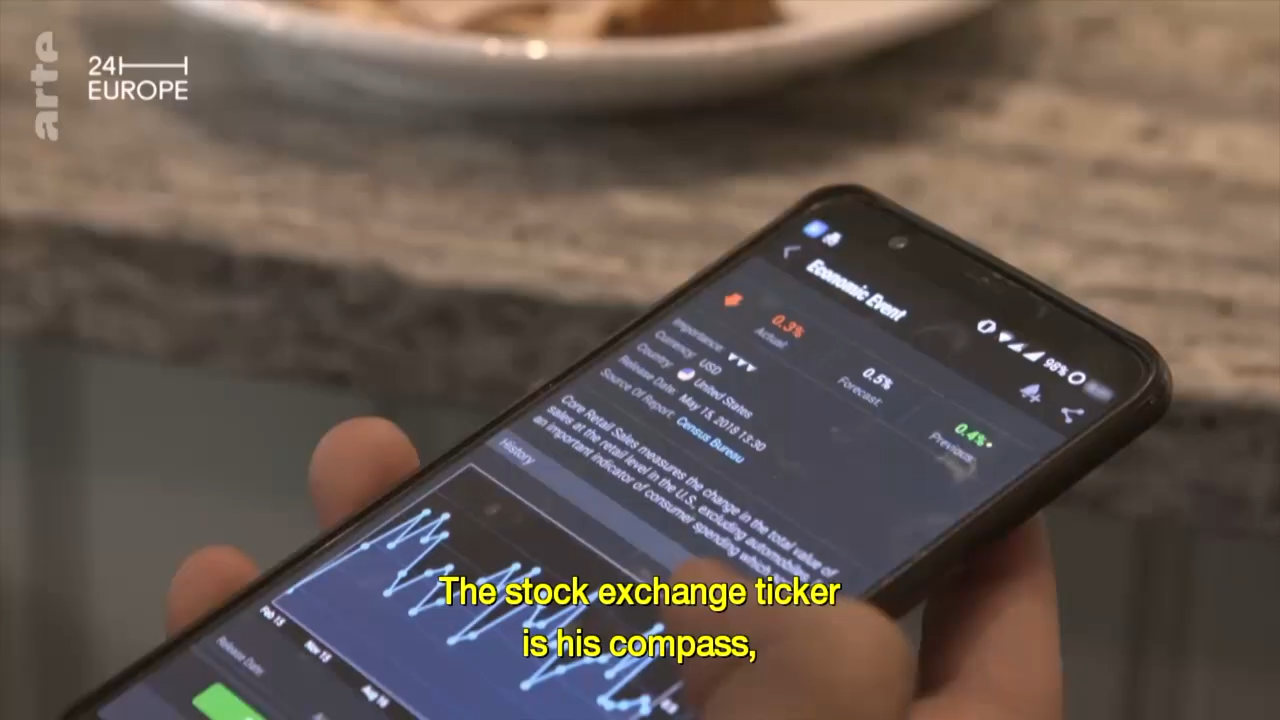 arte
24
EUROPE
Economic Event
98%
0.3%
Actual:
0.5%
Forecast:
0.4%*
Previous:
Importance:
Currency: USD
Country: United States
Release Date: May 15, 2018 13:30
Source Of Report: Census Bureau
Core Retail Sales measures the change in the total value of
sales at the retail level in the U.S., excluding automobiles
an important indicator of consumer spending which
History
Feb 15
Nov 15
Aug 16
Release Date
The stock exchange ticker
is his compass,